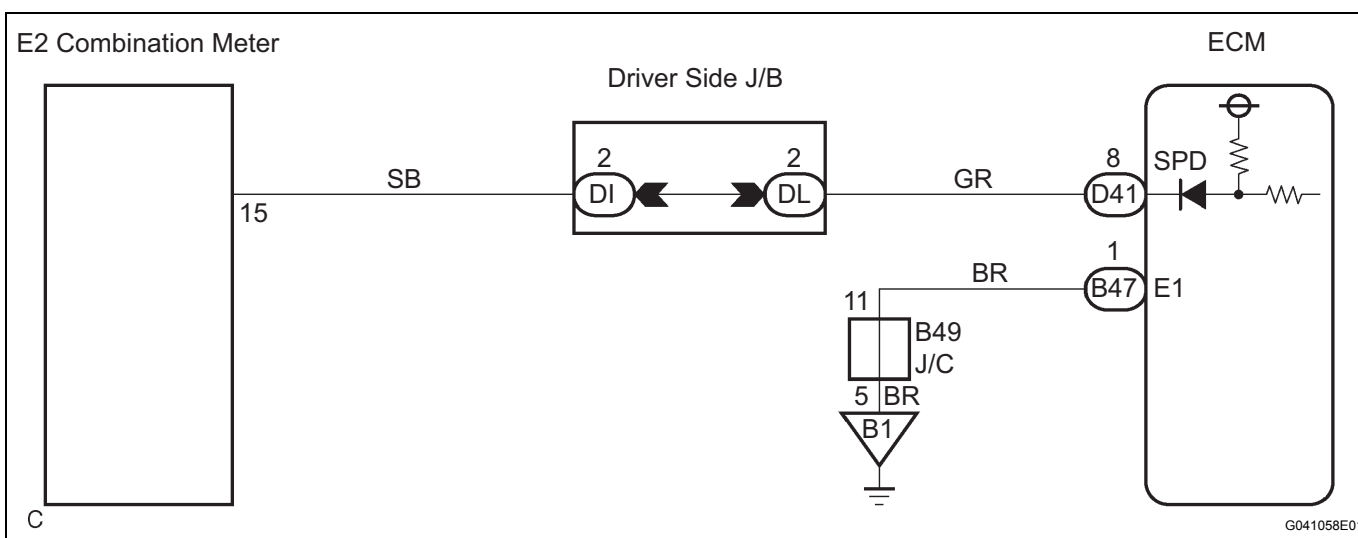 E2 Combination Meter
ECM
Driver Side J/B
2
2
8
SPD
SB
DI
DL
GR
D41
15
1
BR
B47
E1
11
B49
J/C
5
BR
B1
C
G041058E01